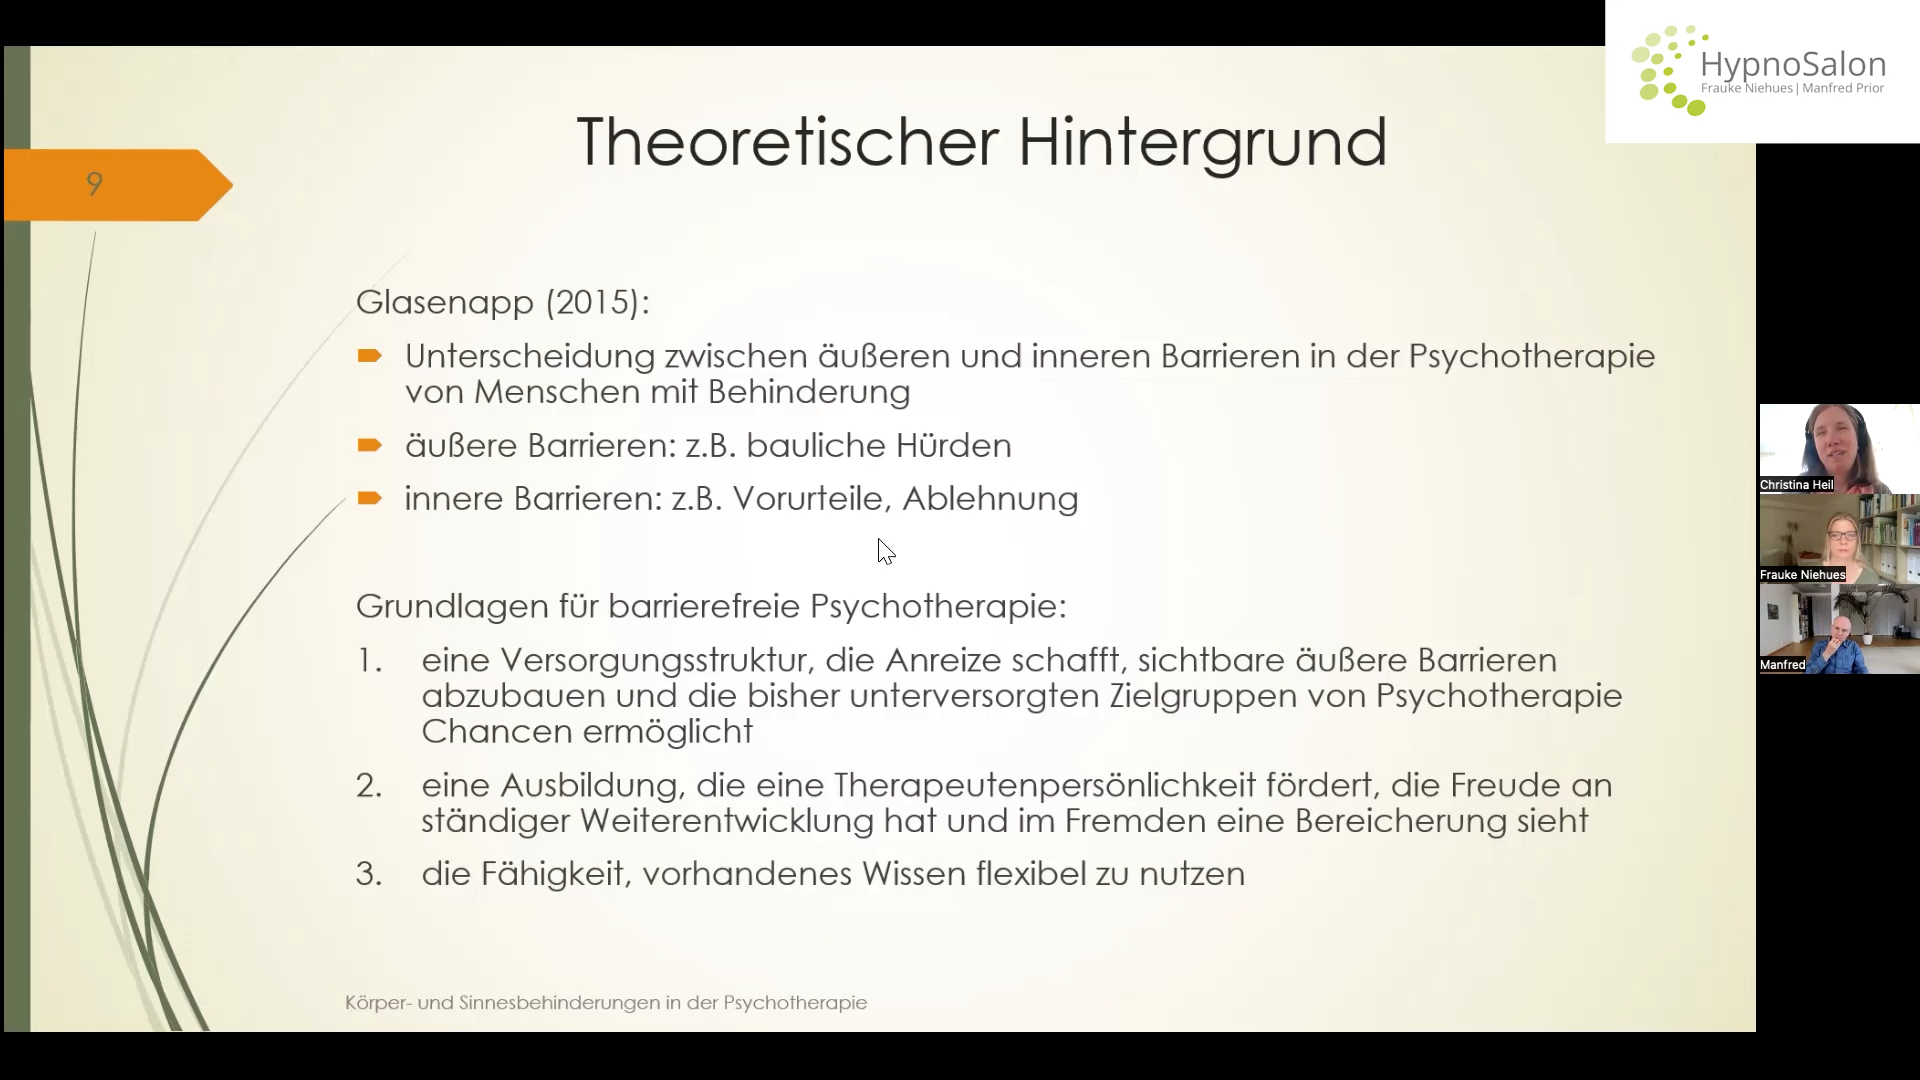 HypnoSalon
Frauke Niehues | Manfred Prior
Theoretischer Hintergrund
9
Glasenapp (2015):
Unterscheidung zwischen äußeren und inneren Barrieren in der Psychotherapie
von Menschen mit Behinderung
äußere Barrieren: z.B. bauliche Hürden
innere Barrieren: z.B. Vorurteile, Ablehnung
Grundlagen für barrierefreie Psychotherapie:
1. eine Versorgungsstruktur, die Anreize schafft, sichtbare äußere Barrieren
abzubauen und die bisher unterversorgten Zielgruppen von Psychotherapie
Chancen ermöglicht
2. eine Ausbildung, die eine Therapeutenpersönlichkeit fördert, die Freude an
ständiger Weiterentwicklung hat und im Fremden eine Bereicherung sieht
3. die Fähigkeit, vorhandenes Wissen flexibel zu nutzen
Körper- und Sinnesbehinderungen in der Psychotherapie
Christina Heil
Frauke Niehues
Manfred